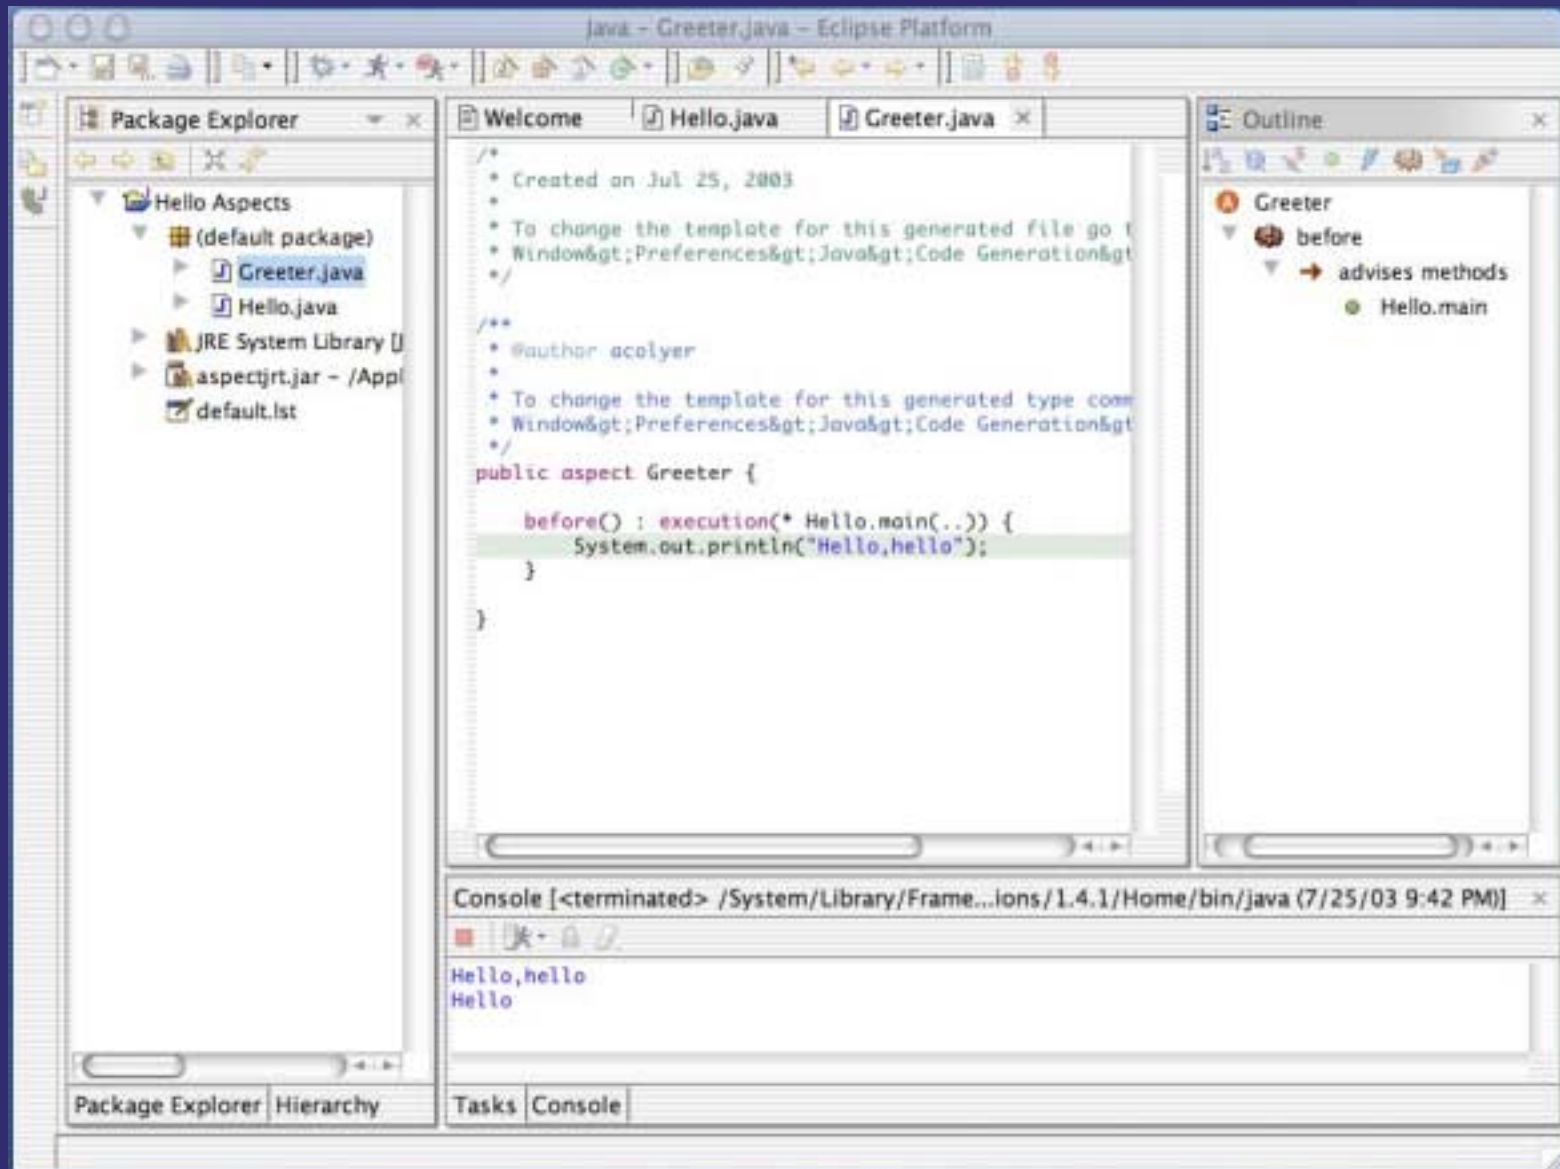 Java - Greeter.java - Eclipse Platform
Package Explorer
Hello Aspects
(default package)
Greeter.java
Hello.java
JRE System Library [J
aspectjrt.jar - /Appl
default.lst
Package Explorer Hierarchy
Welcome Hello.java Greeter.java
/*
* Created on Jul 25, 2003
*
* To change the template for this generated file go t
* Window&gt;Preferences&gt;Java&gt;Code Generation&gt
*/
/**
* @author acolyer
*
* To change the template for this generated type comm
* Window&gt;Preferences&gt;Java&gt;Code Generation&gt
*/
public aspect Greeter {
before() : execution(* Hello.main(..)) {
System.out.println("Hello,hello");
}
}
Outline
Greeter
before
advises methods
Hello.main
Console [<terminated> /System/Library/Frame...ions/1.4.1/Home/bin/java (7/25/03 9:42 PM)]
Hello,hello
Hello
Tasks Console